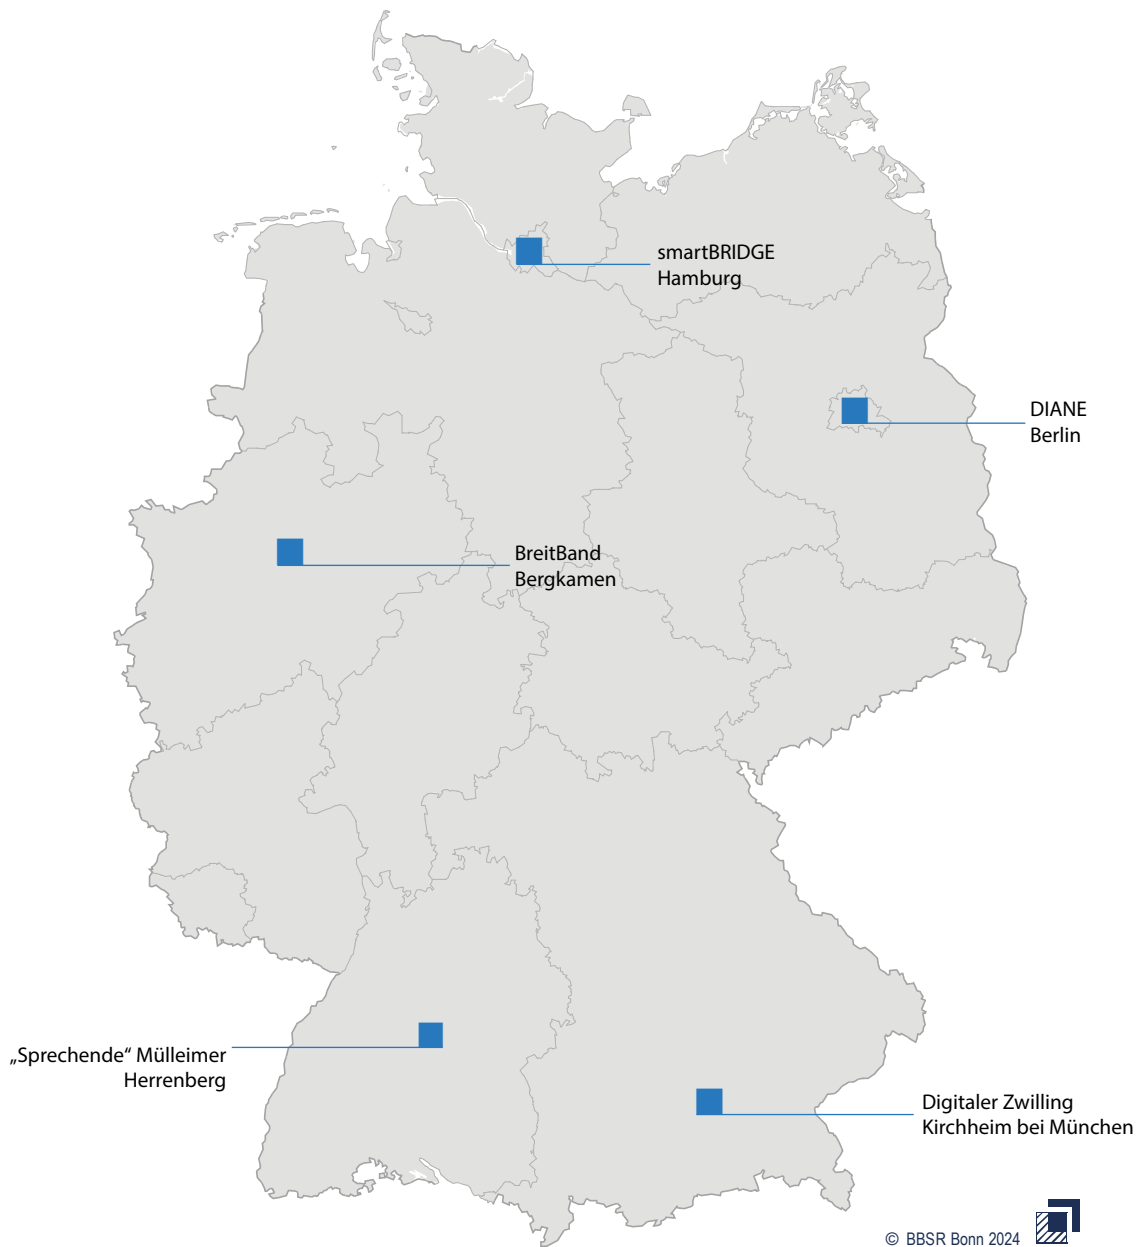 smartBRIDGE
Hamburg
DIANE
Berlin
BreitBand
Bergkamen
„Sprechende“ Mülleimer
Herrenberg
Digitaler Zwilling
Kirchheim bei München
© BBSR Bonn 2024